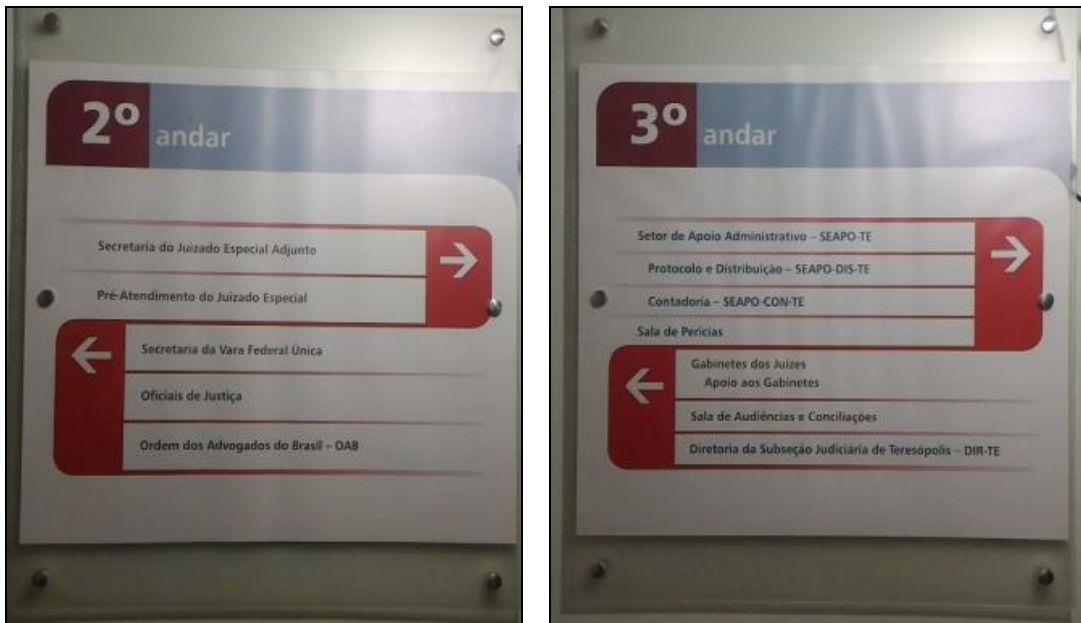 2º andar
Secretaria do Juizado Especial Adjunto
Pré-Atendimento do Juizado Especial
Secretaria da Vara Federal Única
Oficiais de Justiça
Ordem dos Advogados do Brasil – OAB
3º andar
Setor de Apoio Administrativo – SEAPO-TE
Protocolo e Distribuição – SEAPO-DIS-TE
Contadoria – SEAPO-CON-TE
Sala de Perícias
Gabinetes dos Juízes
Apoio aos Gabinetes
Sala de Audiências e Conciliações
Diretoria da Subseção Judiciária de Teresópolis – DIR-TE